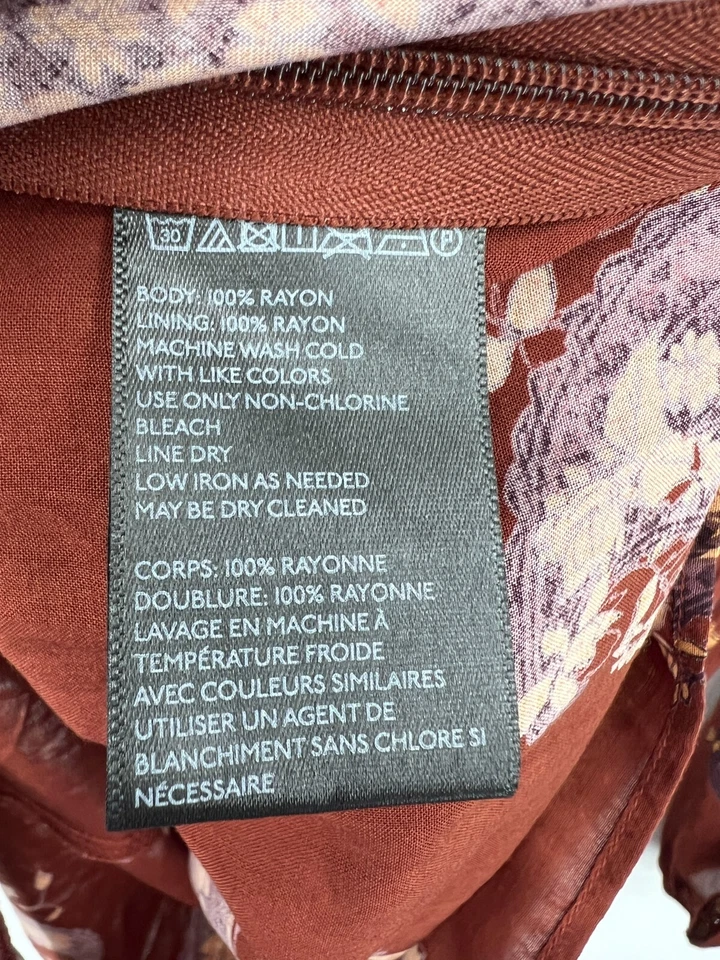 30 P
BODY: 100% RAYON
LINING: 100% RAYON
MACHINE WASH COLD
WITH LIKE COLORS
USE ONLY NON-CHLORINE
BLEACH
LINE DRY
LOW IRON AS NEEDED
MAY BE DRY CLEANED
CORPS: 100% RAYONNE
DOUBLURE: 100% RAYONNE
LAVAGE EN MACHINE À
TEMPÉRATURE FROIDE
AVEC COULEURS SIMILAIRES
UTILISER UN AGENT DE
BLANCHIMENT SANS CHLORE SI
NÉCESSAIRE